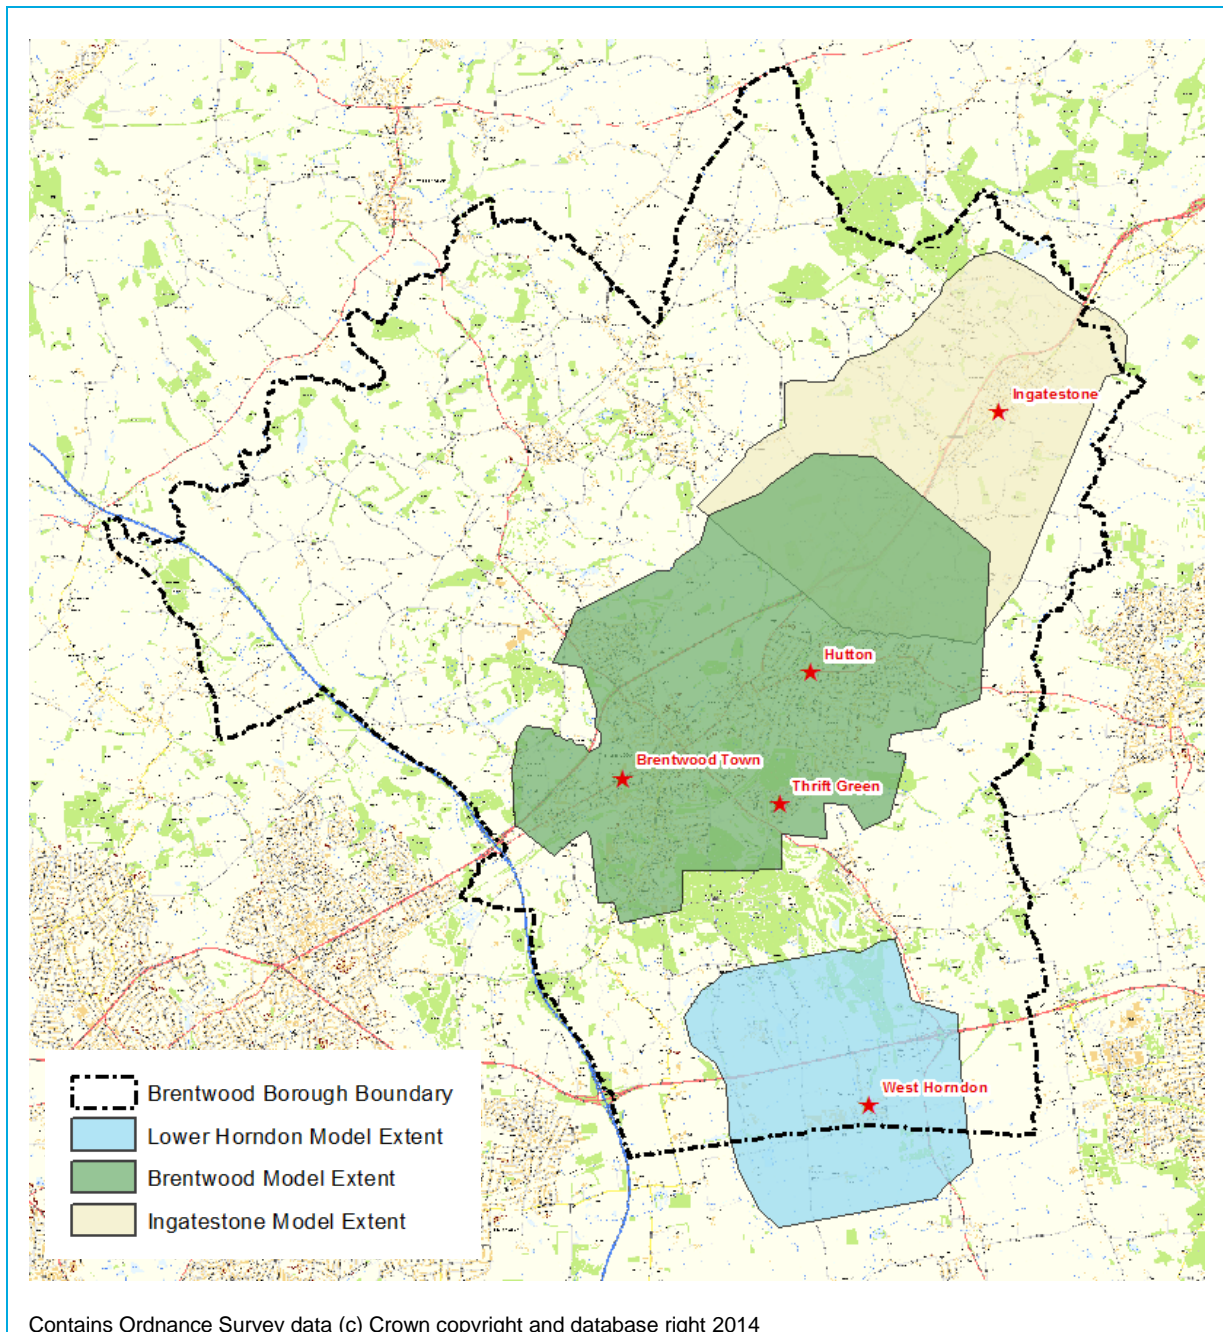 Ingatestone
Hutton
Brentwood Town
Thrift Green
West Horndon
Brentwood Borough Boundary
Lower Horndon Model Extent
Brentwood Model Extent
Ingatestone Model Extent
Contains Ordnance Survey data (c) Crown copyright and database right 2014